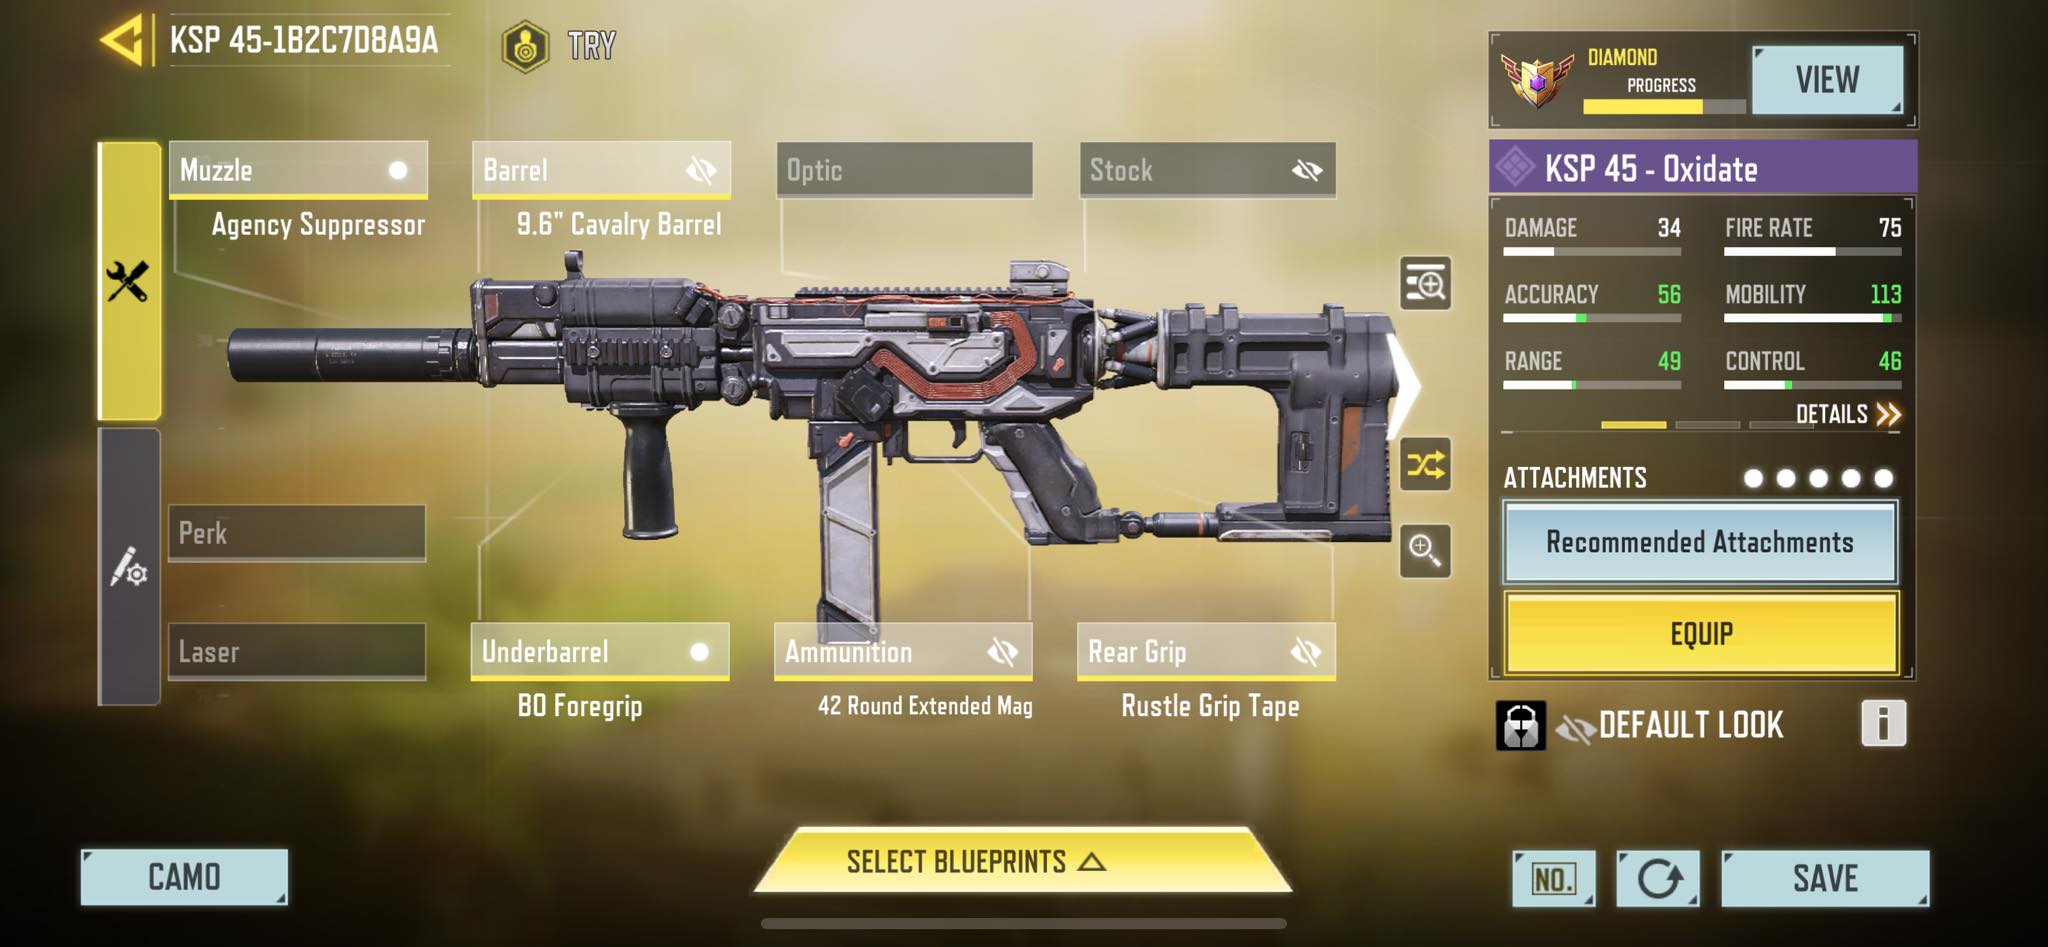 KSP 45-1B2C7D8A9A
TRY
DIAMOND
PROGRESS
VIEW
Muzzle
Agency Suppressor
Barrel
9.6" Cavalry Barrel
Optic
Stock
KSP 45 - Oxidate
DAMAGE 34
FIRE RATE 75
ACCURACY 56
MOBILITY 113
RANGE 49
CONTROL 46
DETAILS
ATTACHMENTS
Recommended Attachments
EQUIP
Perk
Laser
Underbarrel
BO Foregrip
Ammunition
42 Round Extended Mag
Rear Grip
Rustle Grip Tape
DEFAULT LOOK
i
CAMO
SELECT BLUEPRINTS
NO.
SAVE